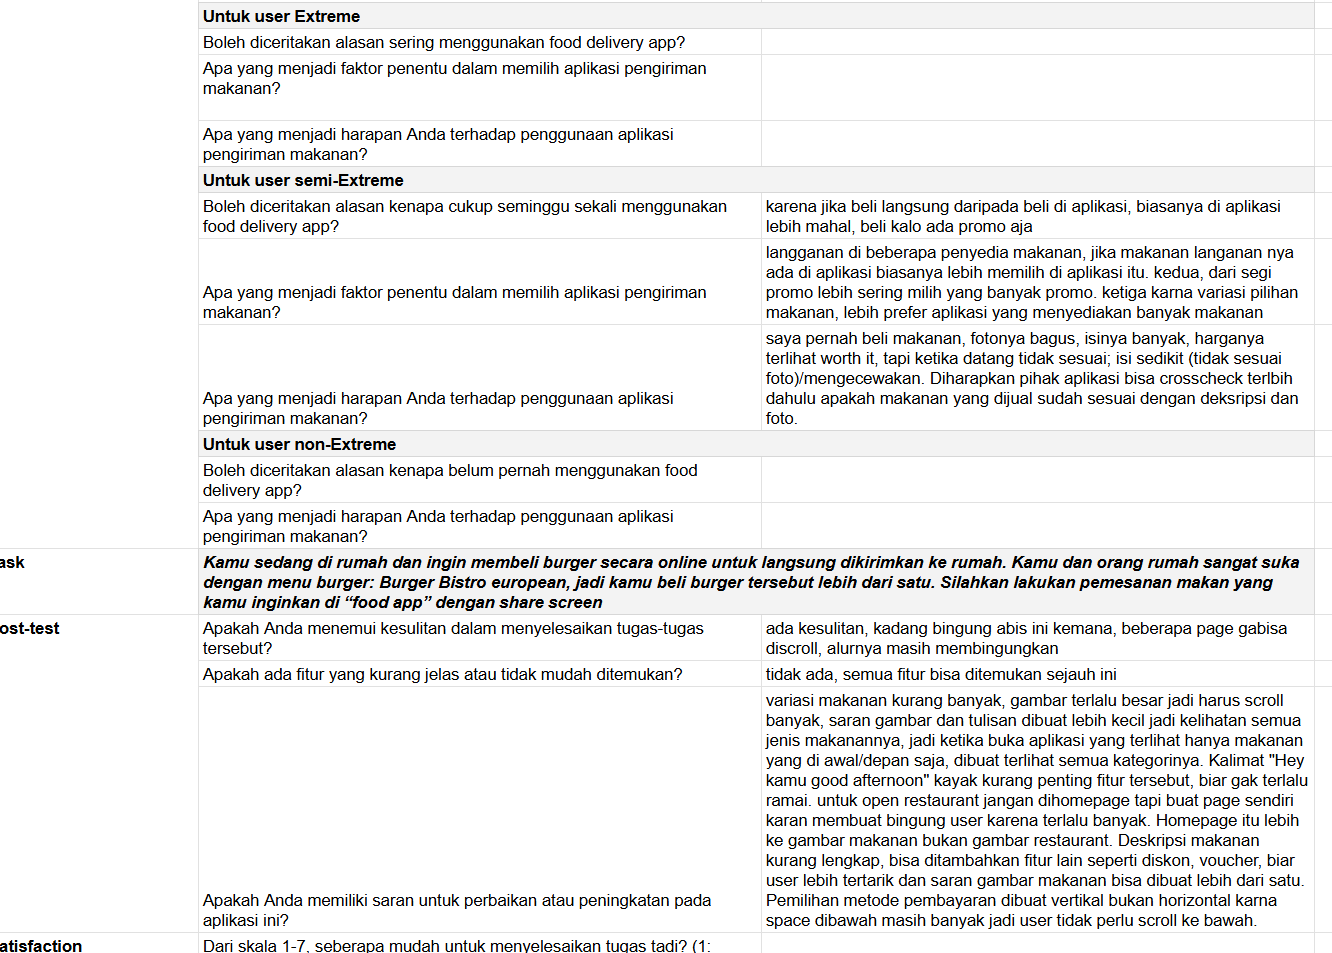 Untuk user Extreme
Boleh diceritakan alasan sering menggunakan food delivery app?
Apa yang menjadi faktor penentu dalam memilih aplikasi pengiriman
makanan?
Apa yang menjadi harapan Anda terhadap penggunaan aplikasi
pengiriman makanan?
Untuk user semi-Extreme
Boleh diceritakan alasan kenapa cukup seminggu sekali menggunakan
food delivery app?
karena jika beli langsung daripada beli di aplikasi, biasanya di aplikasi
lebih mahal, beli kalo ada promo aja
Apa yang menjadi faktor penentu dalam memilih aplikasi pengiriman
makanan?
langganan di beberapa penyedia makanan, jika makanan langanan nya
ada di aplikasi biasanya lebih memilih di aplikasi itu. kedua, dari segi
promo lebih sering milih yang banyak promo. ketiga karna variasi pilihan
makanan, lebih prefer aplikasi yang menyediakan banyak makanan
Apa yang menjadi harapan Anda terhadap penggunaan aplikasi
pengiriman makanan?
saya pernah beli makanan, fotonya bagus, isinya banyak, harganya
terlihat worth it, tapi ketika datang tidak sesuai; isi sedikit (tidak sesuai
foto)/mengecewakan. Diharapkan pihak aplikasi bisa crosscheck terlbih
dahulu apakah makanan yang dijual sudah sesuai dengan deksripsi dan
foto.
Untuk user non-Extreme
Boleh diceritakan alasan kenapa belum pernah menggunakan food
delivery app?
Apa yang menjadi harapan Anda terhadap penggunaan aplikasi
pengiriman makanan?
ask
Kamu sedang di rumah dan ingin membeli burger secara online untuk langsung dikirimkan ke rumah. Kamu dan orang rumah sangat suka
dengan menu burger: Burger Bistro european, jadi kamu beli burger tersebut lebih dari satu. Silahkan lakukan pemesanan makan yang
kamu inginkan di “food app” dengan share screen
ost-test
Apakah Anda menemui kesulitan dalam menyelesaikan tugas-tugas
tersebut?
ada kesulitan, kadang bingung abis ini kemana, beberapa page gabisa
discroll, alurnya masih membingungkan
Apakah ada fitur yang kurang jelas atau tidak mudah ditemukan?
tidak ada, semua fitur bisa ditemukan sejauh ini
Apakah Anda memiliki saran untuk perbaikan atau peningkatan pada
aplikasi ini?
variasi makanan kurang banyak, gambar terlalu besar jadi harus scroll
banyak, saran gambar dan tulisan dibuat lebih kecil jadi kelihatan semua
jenis makanannya, jadi ketika buka aplikasi yang terlihat hanya makanan
yang di awal/depan saja, dibuat terlihat semua kategorinya. Kalimat "Hey
kamu good afternoon" kayak kurang penting fitur tersebut, biar gak terlalu
ramai. untuk open restaurant jangan dihomepage tapi buat page sendiri
karan membuat bingung user karena terlalu banyak. Homepage itu lebih
ke gambar makanan bukan gambar restaurant. Deskripsi makanan
kurang lengkap, bisa ditambahkan fitur lain seperti diskon, voucher, biar
user lebih tertarik dan saran gambar makanan bisa dibuat lebih dari satu.
Pemilihan metode pembayaran dibuat vertikal bukan horizontal karna
space dibawah masih banyak jadi user tidak perlu scroll ke bawah.
atisfaction
Dari skala 1-7, seberapa mudah untuk menyelesaikan tugas tadi? (1: